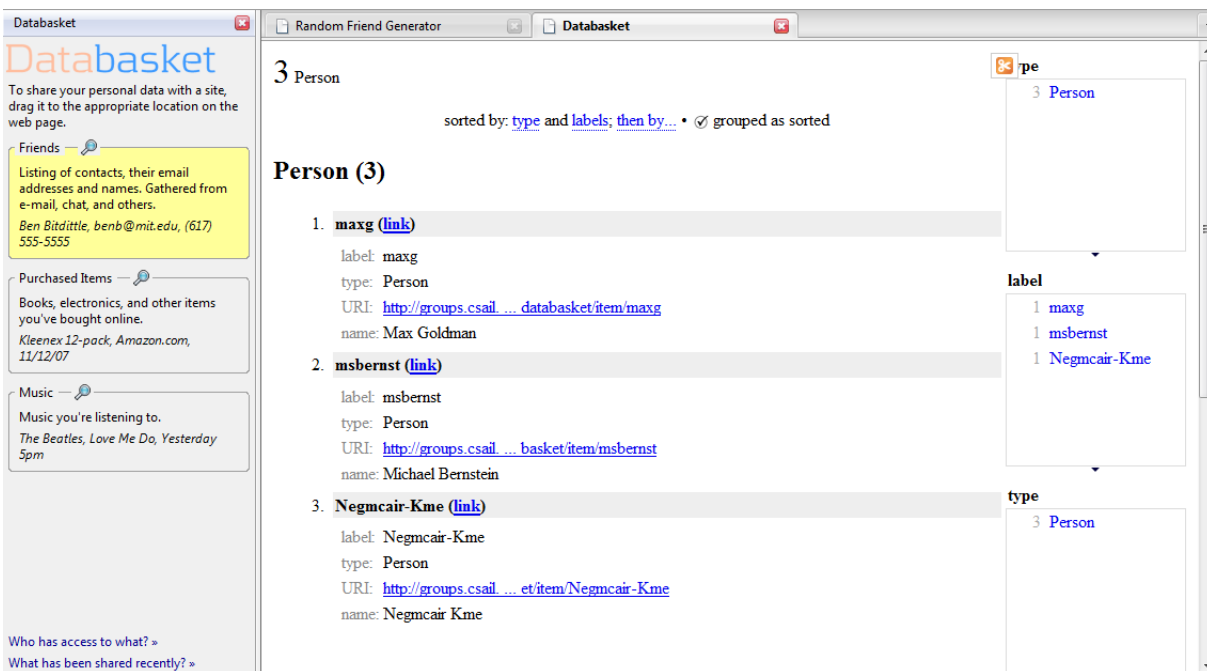 Databasket
Databasket
To share your personal data with a site,
drag it to the appropriate location on the
web page.
Friends
Listing of contacts, their email
addresses and names. Gathered from
e-mail, chat, and others.
Ben Bitdittle, benb@mit.edu, (617)
555-5555
Purchased Items
Books, electronics, and other items
you've bought online.
Kleenex 12-pack, Amazon.com,
11/12/07
Music
Music you're listening to.
The Beatles, Love Me Do, Yesterday
5pm
Who has access to what? »
What has been shared recently? »
Random Friend Generator
Databasket
3 Person
sorted by: type and labels; then by... • grouped as sorted
Person (3)
1. maxg (link)
label: maxg
type: Person
URI: http://groups.csail. ... databasket/item/maxg
name: Max Goldman
2. msbernst (link)
label: msbernst
type: Person
URI: http://groups.csail. ... basket/item/msbernst
name: Michael Bernstein
3. Negmcair-Kme (link)
label: Negmcair-Kme
type: Person
URI: http://groups.csail. ... et/item/Negmcair-Kme
name: Negmcair Kme
ype
3 Person
label
1 maxg
1 msbernst
1 Negmcair-Kme
type
3 Person